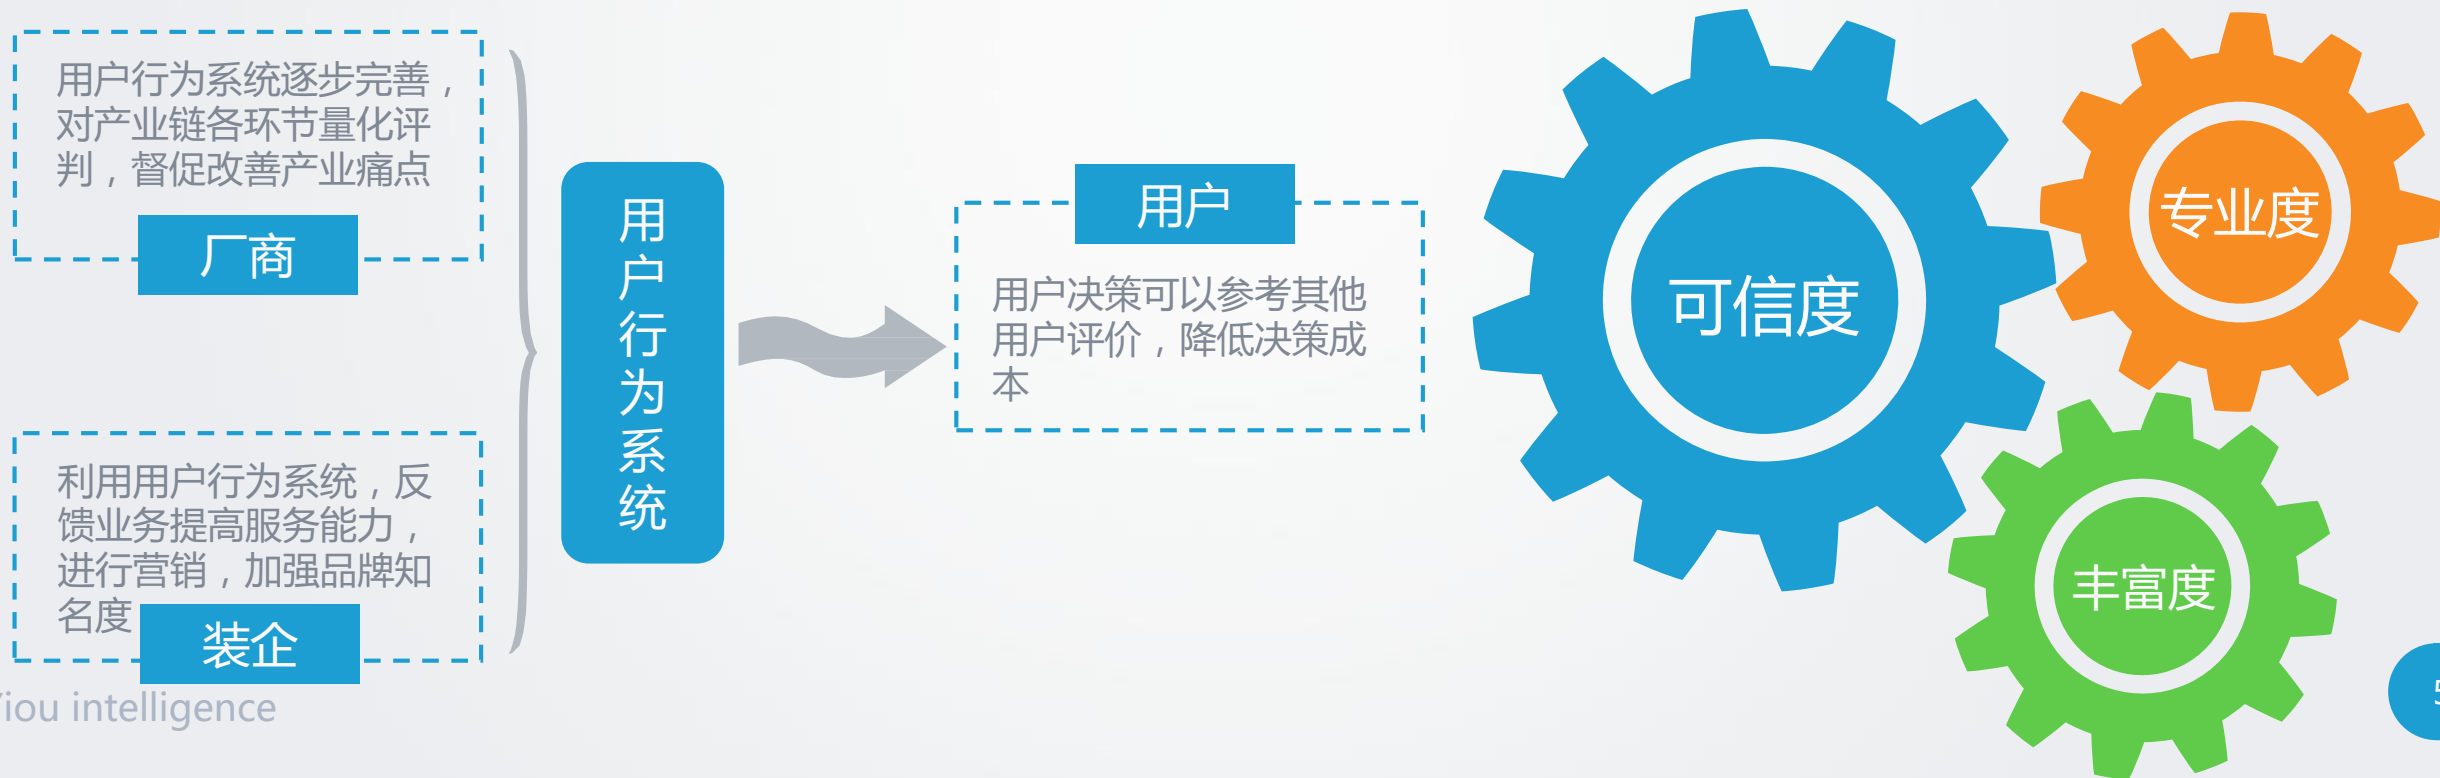 用户行为系统逐步完善，
对产业链各环节量化评
判，督促改善产业痛点
厂商
利用用户行为系统，反
馈业务提高服务能力，
进行营销，加强品牌知
名度
装企
用户行为系统
用户
用户决策可以参考其他
用户评价，降低决策成
本
可信度
专业度
丰富度
iou intelligence